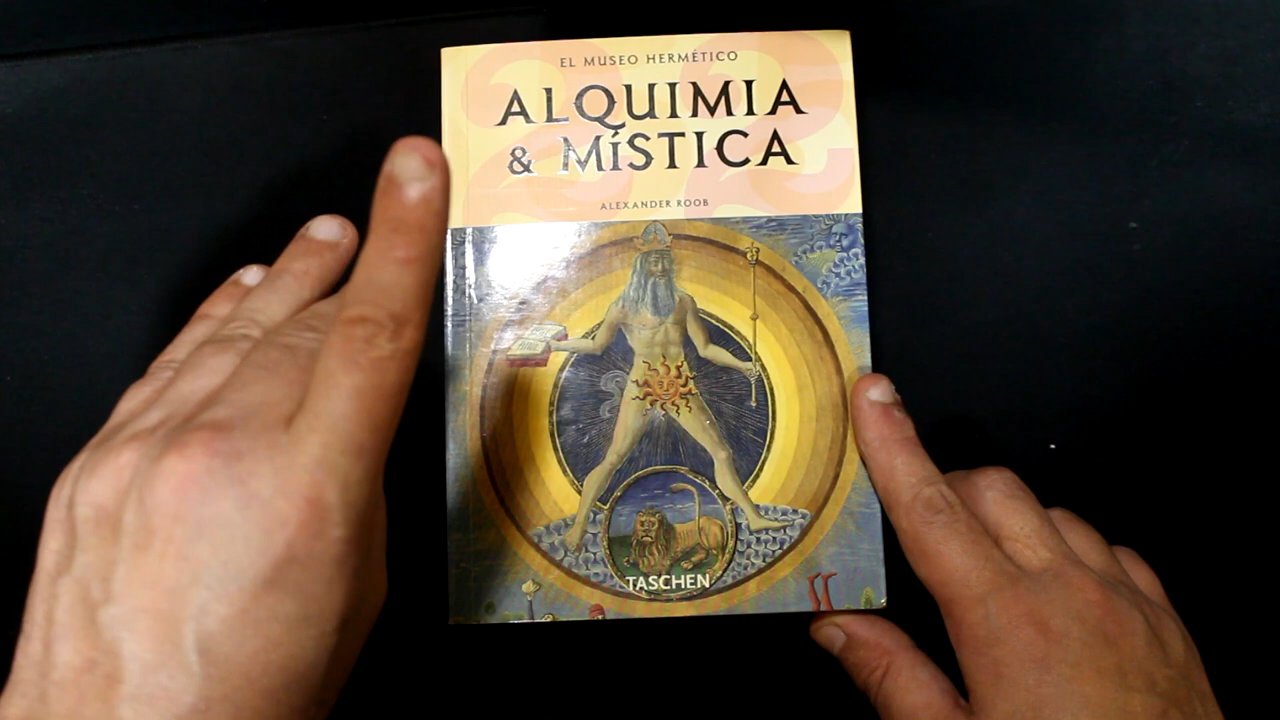 EL MUSEO HERMÉTICO
ALQUIMIA
& MÍSTICA
ALEXANDER ROOB
TASCHEN